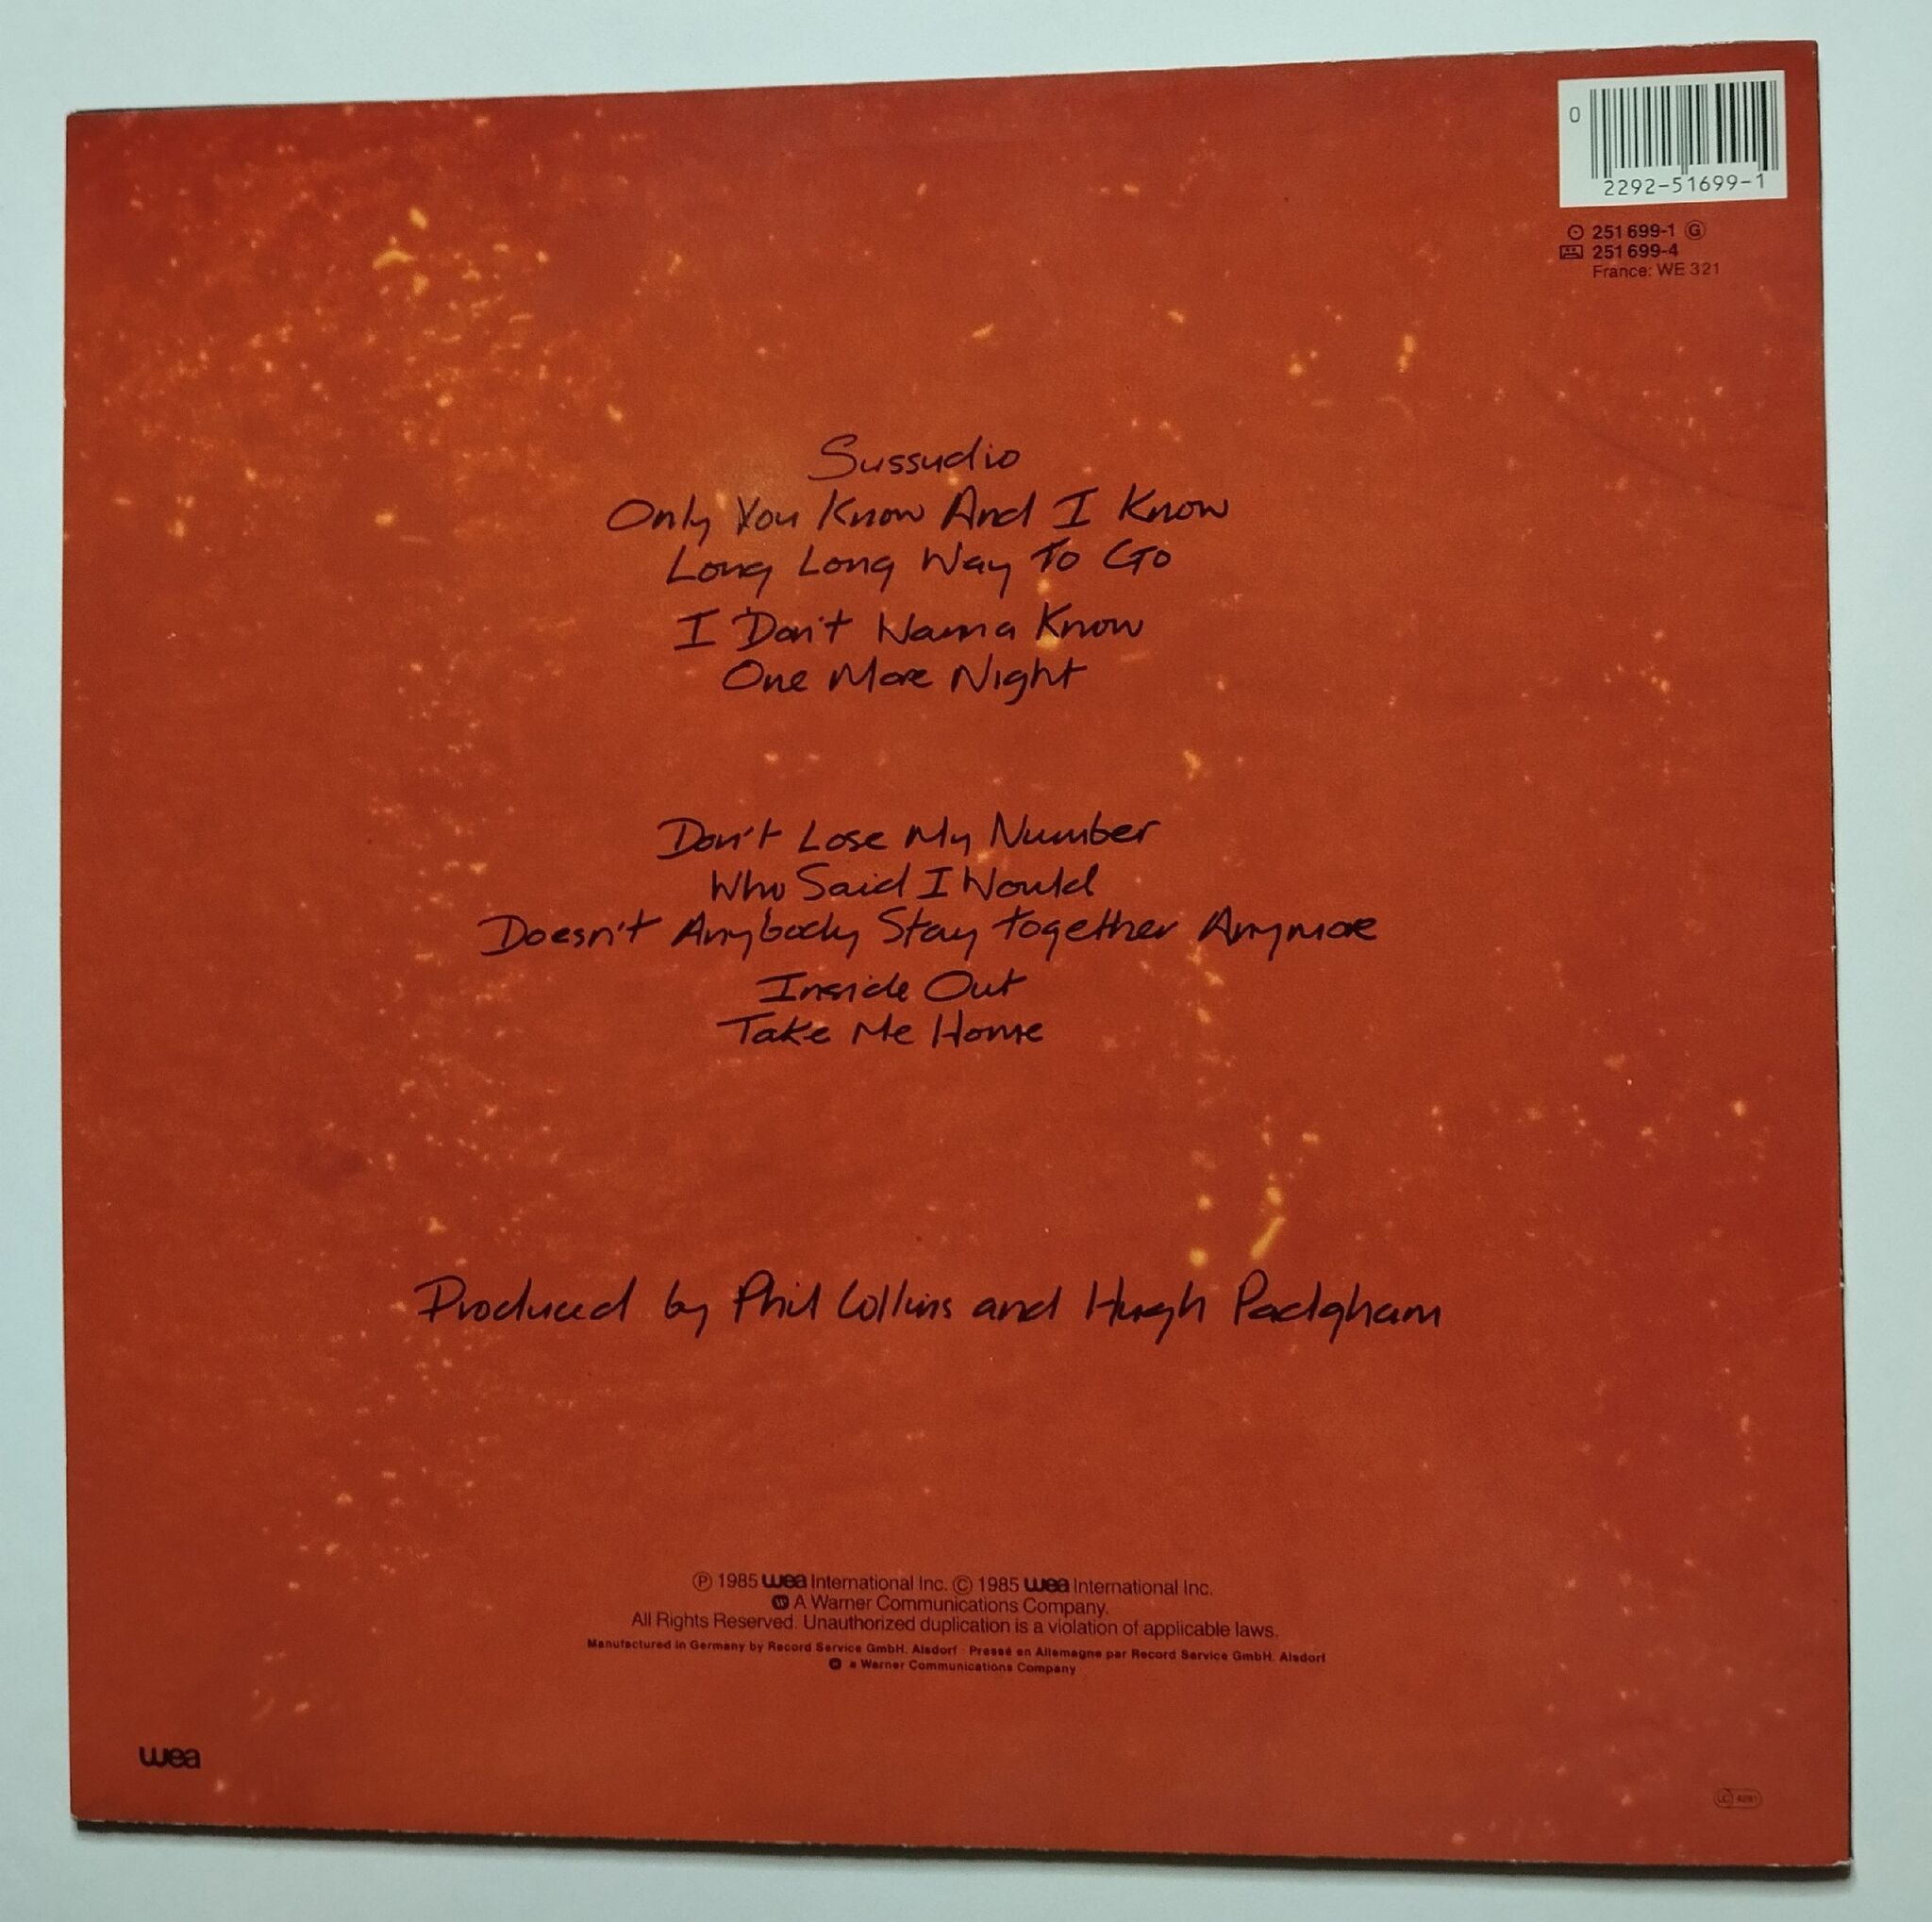 0
2292-51699-1
251 699-1 G
251 699-4
France: WE 321
Sussudio
Only You Know And I Know
Long Long Way To Go
I Don't Wanna Know
One More Night
Don't Lose My Number
Who Said I Would
Doesn't Anybody Stay Together Anymore
Inside Out
Take Me Home
Produced by Phil Collins and Hugh Padgham
℗ 1985 wea International Inc. © 1985 wea International Inc.
A Warner Communications Company.
All Rights Reserved. Unauthorized duplication is a violation of applicable laws.
Manufactured in Germany by Record Service GmbH. Alsdorf · Pressé en Allemagne par Record Service GmbH. Alsdorf
a Warner Communications Company
wea
LC